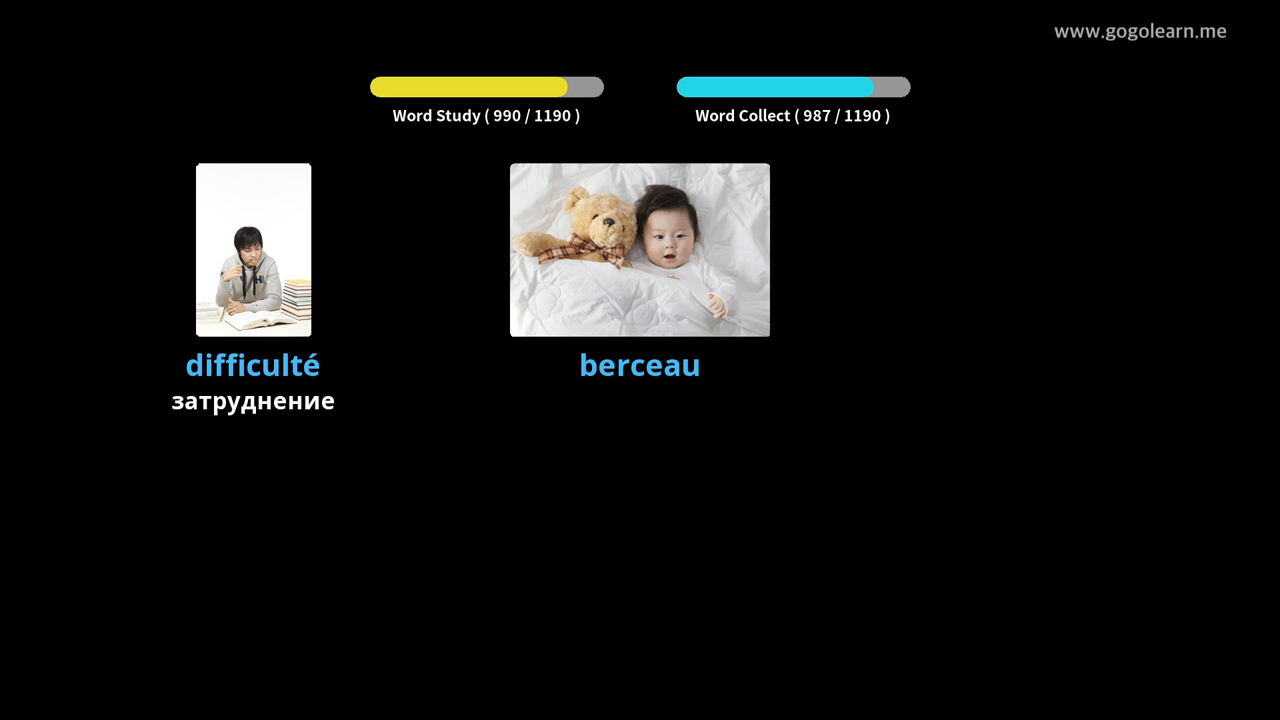 www.gogolearn.me
Word Study ( 990 / 1190 )
Word Collect ( 987 / 1190 )
difficulté
затруднение
berceau